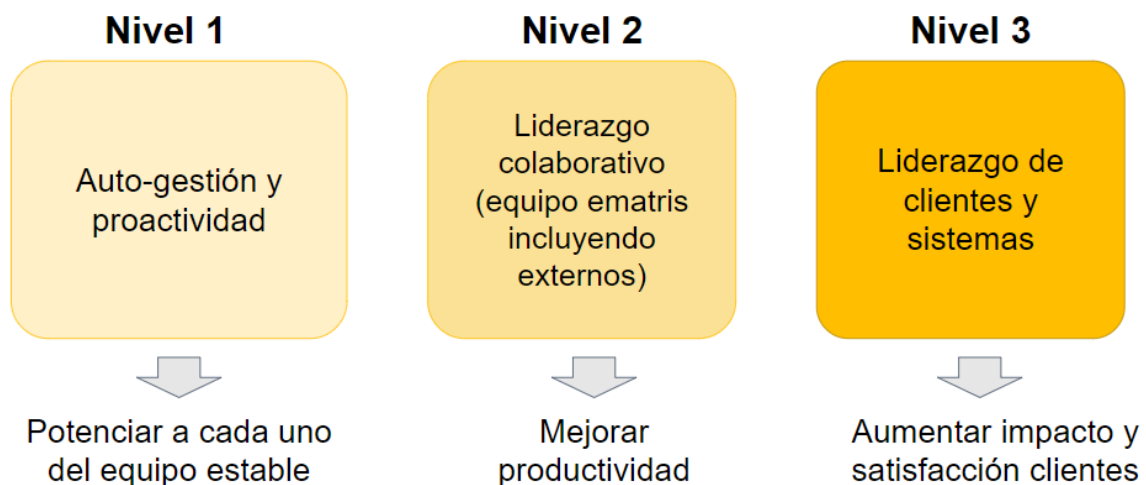 Nivel 1
Auto-gestión y
proactividad
Potenciar a cada uno
del equipo estable
Nivel 2
Liderazgo
colaborativo
(equipo ematris
incluyendo
externos)
Mejorar
productividad
Nivel 3
Liderazgo de
clientes y
sistemas
Aumentar impacto y
satisfacción clientes